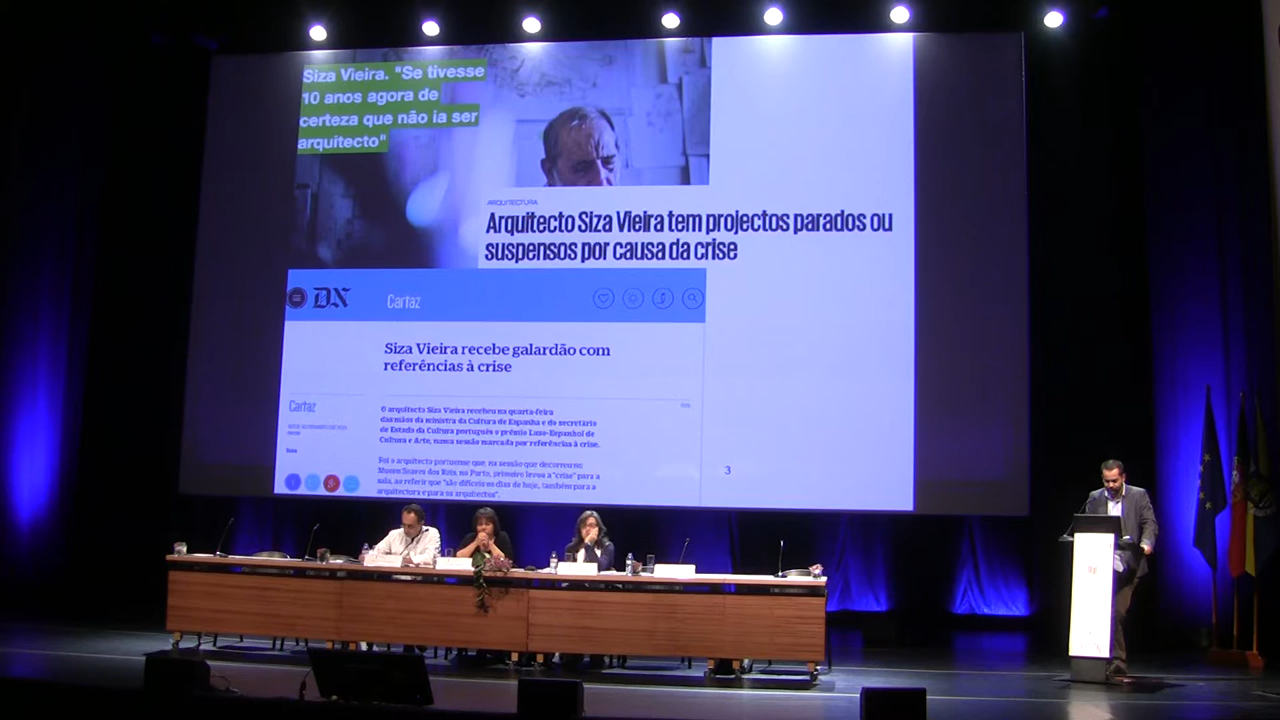 Siza Vieira. "Se tivesse
10 anos agora de
certeza que não ia ser
arquitecto"
ARQUITECTURA
Arquitecto Siza Vieira tem projectos parados ou
suspensos por causa da crise
DN
Cartaz
Siza Vieira recebe galardão com
referências à crise
Cartaz
O arquitecto Siza Vieira recebeu na quarta-feira
das mãos da ministra da Cultura de Espanha e do secretário
de Estado da Cultura português o prémio Luso-Espanhol de
Cultura e Arte, numa sessão marcada por referências à crise.
Foi o arquitecto portuense que, na sessão que decorreu no
Museu Soares dos Reis, no Porto, primeiro levou a "crise" para a
sala, ao referir que "são difíceis os dias de hoje, também para a
arquitectura e para os arquitectos".
3